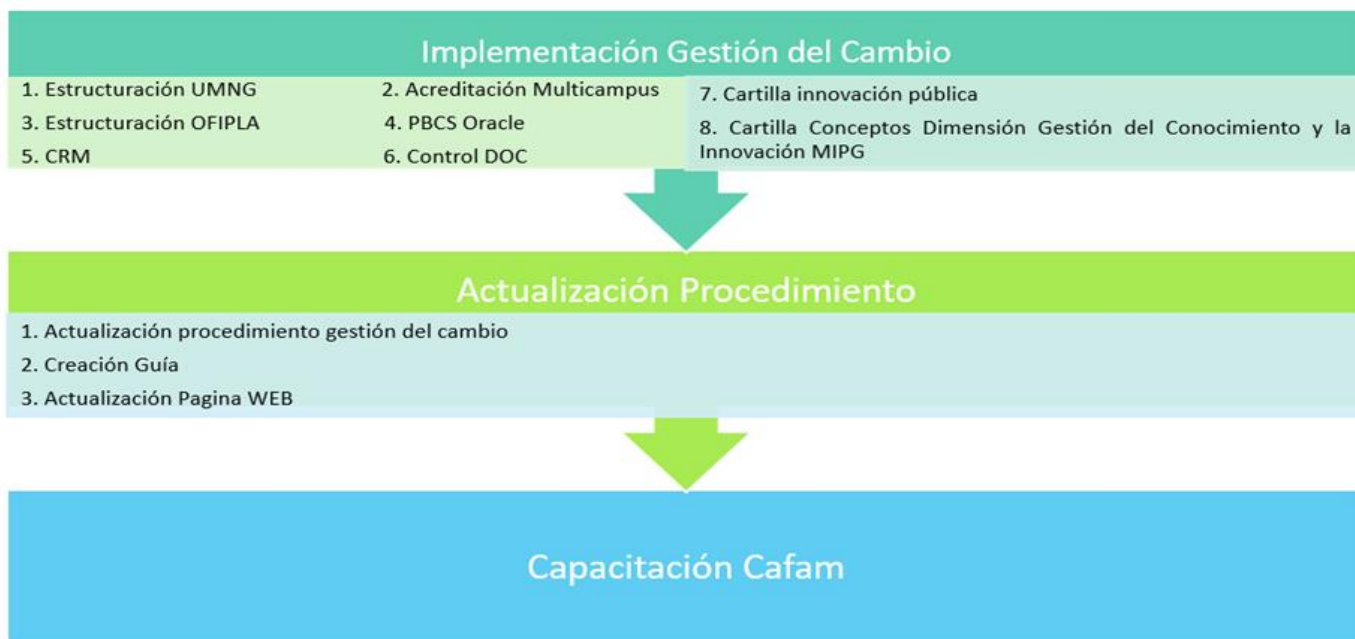 Implementación Gestión del Cambio
1. Estructuración UMNG
2. Acreditación Multicampus
3. Estructuración OFIPLA
4. PBCS Oracle
5. CRM
6. Control DOC
7. Cartilla innovación pública
8. Cartilla Conceptos Dimensión Gestión del Conocimiento y la
Innovación MIPG
Actualización Procedimiento
1. Actualización procedimiento gestión del cambio
2. Creación Guía
3. Actualización Pagina WEB
Capacitación Cafam